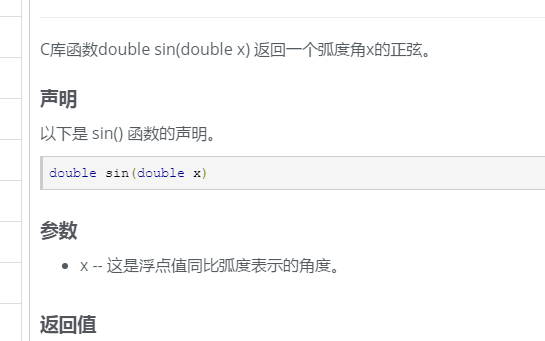 C库函数double sin(double x) 返回一个弧度角x的正弦。
声明
以下是 sin() 函数的声明。
double sin(double x)
参数
• x -- 这是浮点值同比弧度表示的角度。
返回值